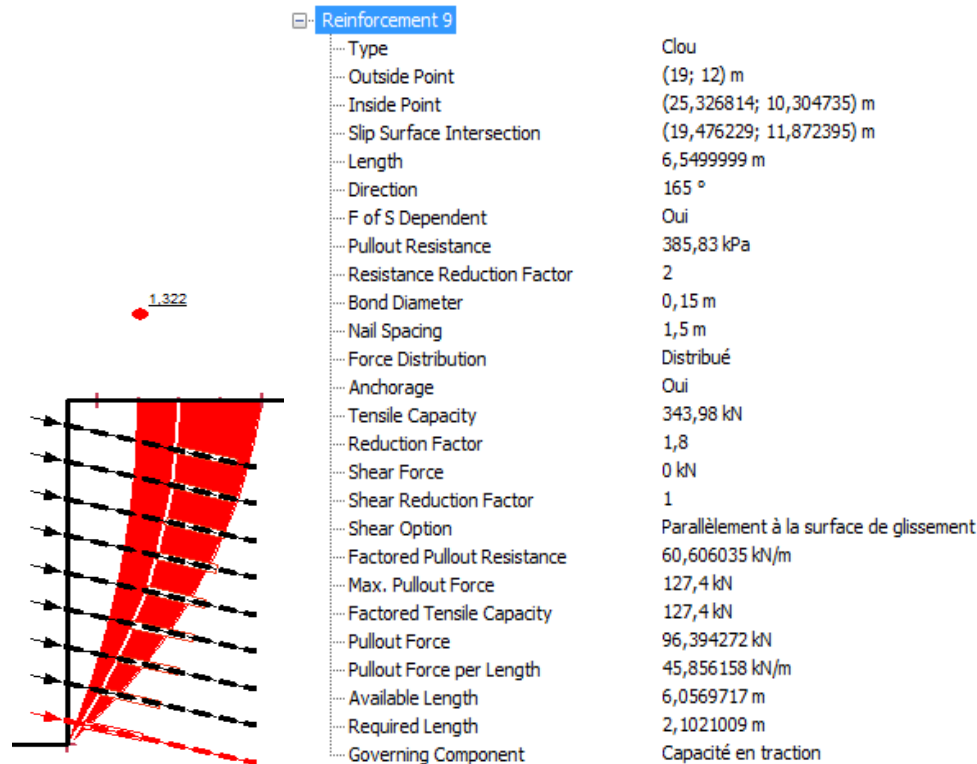 Reinforcement 9
Type Clou
Outside Point (19; 12) m
Inside Point (25,326814; 10,304735) m
Slip Surface Intersection (19,476229; 11,872395) m
Length 6,5499999 m
Direction 165 °
F of S Dependent Oui
Pullout Resistance 385,83 kPa
Resistance Reduction Factor 2
Bond Diameter 0,15 m
Nail Spacing 1,5 m
Force Distribution Distribué
Anchorage Oui
Tensile Capacity 343,98 kN
Reduction Factor 1,8
Shear Force 0 kN
Shear Reduction Factor 1
Shear Option Parallèlement à la surface de glissement
Factored Pullout Resistance 60,606035 kN/m
Max. Pullout Force 127,4 kN
Factored Tensile Capacity 127,4 kN
Pullout Force 96,394272 kN
Pullout Force per Length 45,856158 kN/m
Available Length 6,0569717 m
Required Length 2,1021009 m
Governing Component Capacité en traction
1,322